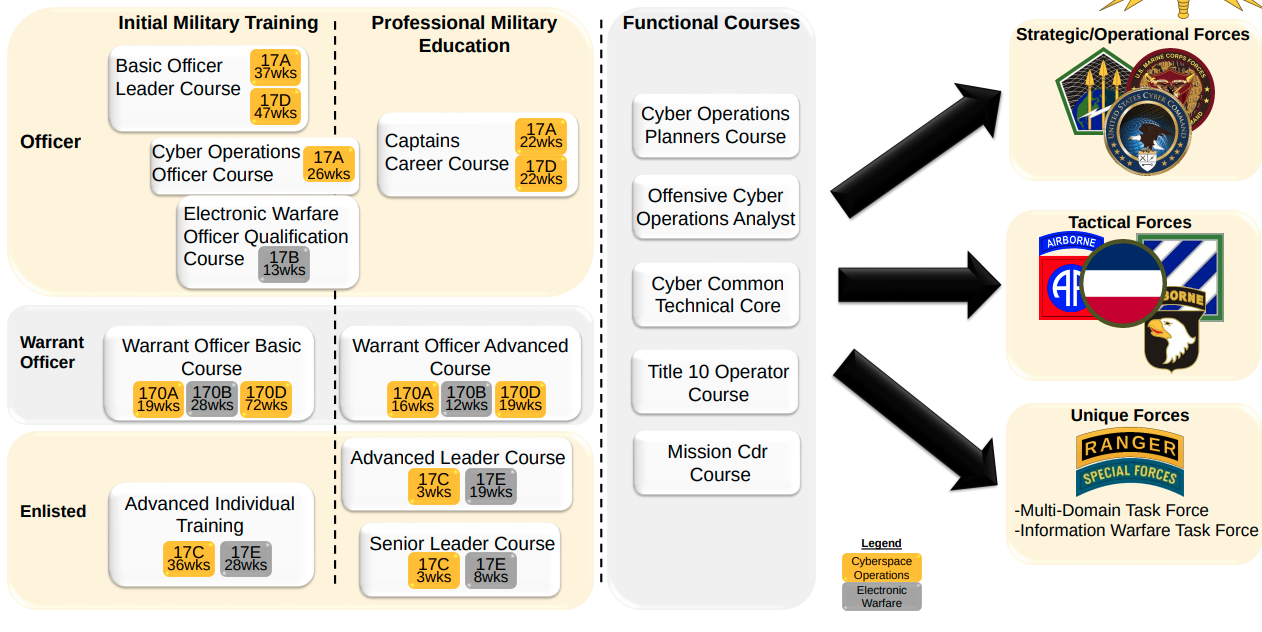 Initial Military Training
Professional Military
Education
Functional Courses
Officer
Basic Officer
Leader Course
17A
37wks
17D
47wks
Cyber Operations
Officer Course
17A
26wks
Electronic Warfare
Officer Qualification
Course
17B
13wks
Captains
Career Course
17A
22wks
17D
22wks
Warrant
Officer
Warrant Officer Basic
Course
170A
19wks
170B
28wks
170D
72wks
Warrant Officer Advanced
Course
170A
16wks
170B
12wks
170D
19wks
Enlisted
Advanced Individual
Training
17C
36wks
17E
28wks
Advanced Leader Course
17C
3wks
17E
19wks
Senior Leader Course
17C
3wks
17E
8wks
Cyber Operations
Planners Course
Offensive Cyber
Operations Analyst
Cyber Common
Technical Core
Title 10 Operator
Course
Mission Cdr
Course
Strategic/Operational Forces
U.S. MARINE CORPS FORCES
UNITED STATES CYBER COMMAND
Tactical Forces
AIRBORNE
Unique Forces
RANGER
SPECIAL FORCES
-Multi-Domain Task Force
-Information Warfare Task Force
Legend
Cyberspace
Operations
Electronic
Warfare